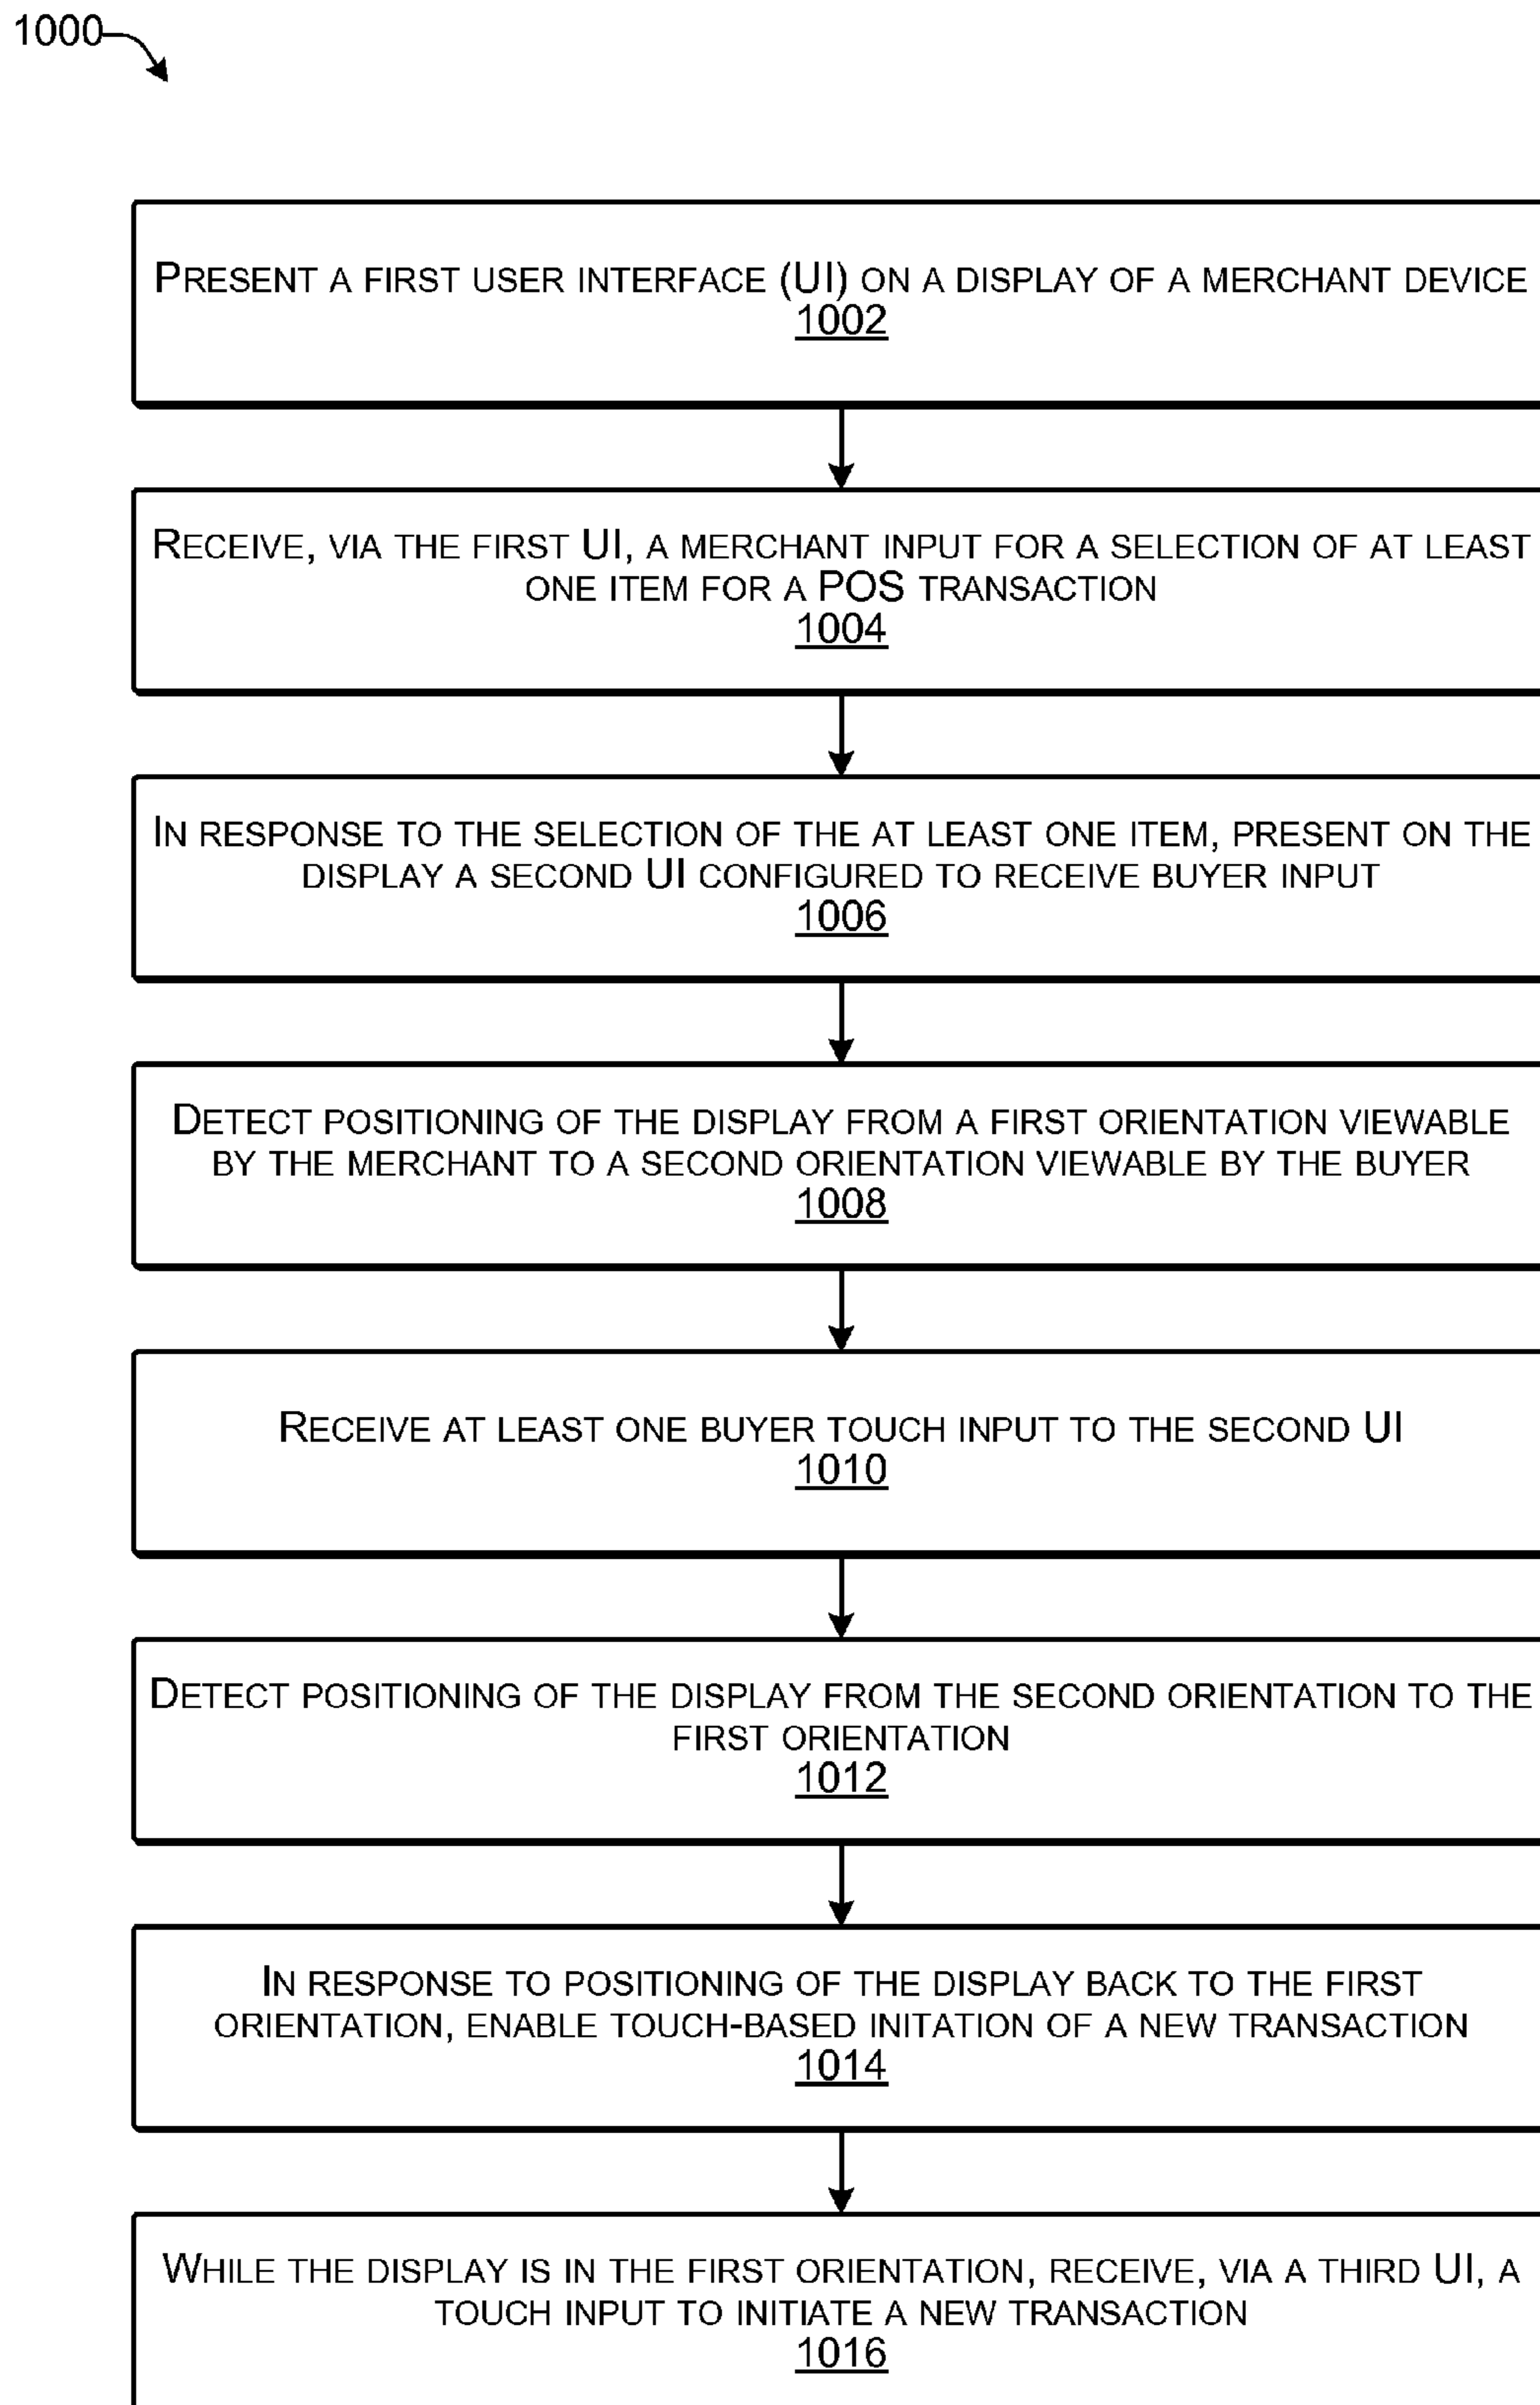 1000
PRESENT A FIRST USER INTERFACE (UI) ON A DISPLAY OF A MERCHANT DEVICE
1002
RECEIVE, VIA THE FIRST UI, A MERCHANT INPUT FOR A SELECTION OF AT LEAST
ONE ITEM FOR A POS TRANSACTION
1004
IN RESPONSE TO THE SELECTION OF THE AT LEAST ONE ITEM, PRESENT ON THE
DISPLAY A SECOND UI CONFIGURED TO RECEIVE BUYER INPUT
1006
DETECT POSITIONING OF THE DISPLAY FROM A FIRST ORIENTATION VIEWABLE
BY THE MERCHANT TO A SECOND ORIENTATION VIEWABLE BY THE BUYER
1008
RECEIVE AT LEAST ONE BUYER TOUCH INPUT TO THE SECOND UI
1010
DETECT POSITIONING OF THE DISPLAY FROM THE SECOND ORIENTATION TO THE
FIRST ORIENTATION
1012
IN RESPONSE TO POSITIONING OF THE DISPLAY BACK TO THE FIRST
ORIENTATION, ENABLE TOUCH-BASED INITATION OF A NEW TRANSACTION
1014
WHILE THE DISPLAY IS IN THE FIRST ORIENTATION, RECEIVE, VIA A THIRD UI, A
TOUCH INPUT TO INITIATE A NEW TRANSACTION
1016